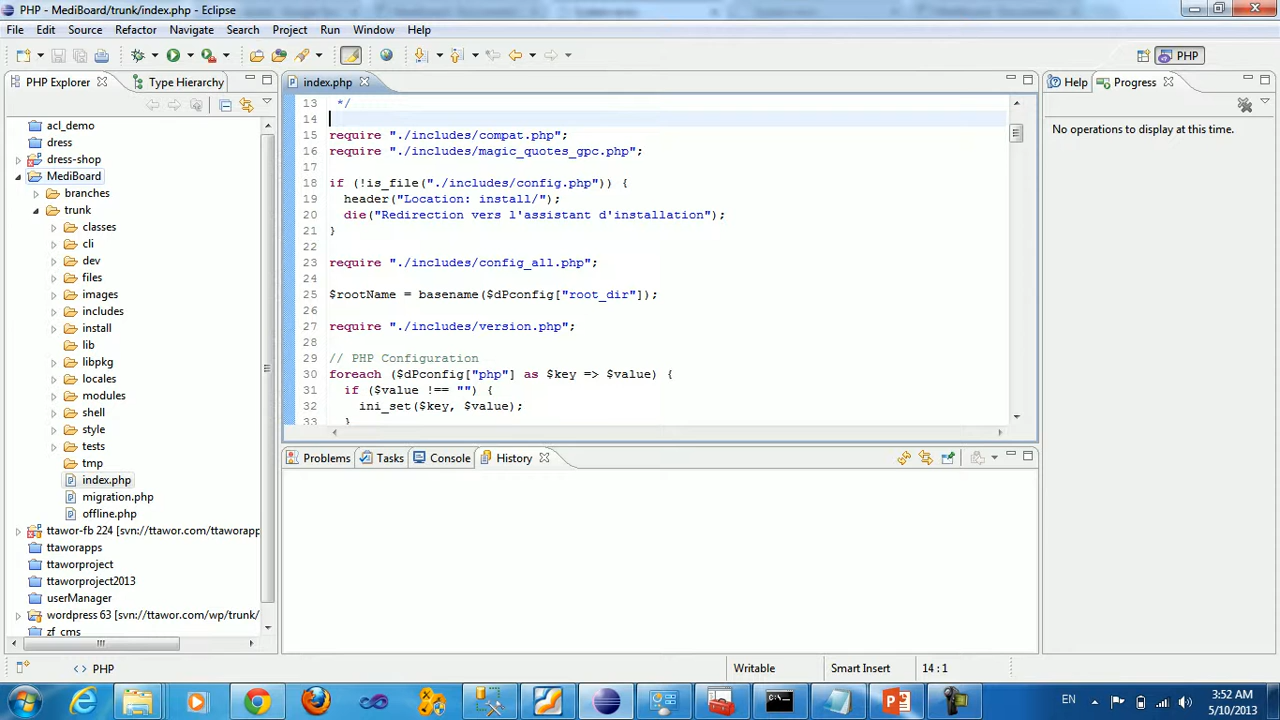 PHP - MediBoard/trunk/index.php - Eclipse
File Edit Source Refactor Navigate Search Project Run Window Help
PHP
PHP Explorer
Type Hierarchy
index.php
Help
Progress
No operations to display at this time.
acl_demo
dress
dress-shop
MediBoard
branches
trunk
classes
cli
dev
files
images
includes
install
lib
libpkg
locales
modules
shell
style
tests
tmp
index.php
migration.php
offline.php
ttawor-fb 224 [svn://ttawor.com/ttaworapp
ttaworapps
ttaworproject
ttaworproject2013
userManager
wordpress 63 [svn://ttawor.com/wp/trunk/
zf_cms
13 */
14
15 require "./includes/compat.php";
16 require "./includes/magic_quotes_gpc.php";
17
18 if (!is_file("./includes/config.php")) {
19 header("Location: install/");
20 die("Redirection vers l'assistant d'installation");
21 }
22
23 require "./includes/config_all.php";
24
25 $rootName = basename($dPconfig["root_dir"]);
26
27 require "./includes/version.php";
28
29 // PHP Configuration
30 foreach ($dPconfig["php"] as $key => $value) {
31 if ($value !== "") {
32 ini_set($key, $value);
33 }
Problems Tasks Console History
PHP
Writable
Smart Insert
14 : 1
EN
3:52 AM
5/10/2013